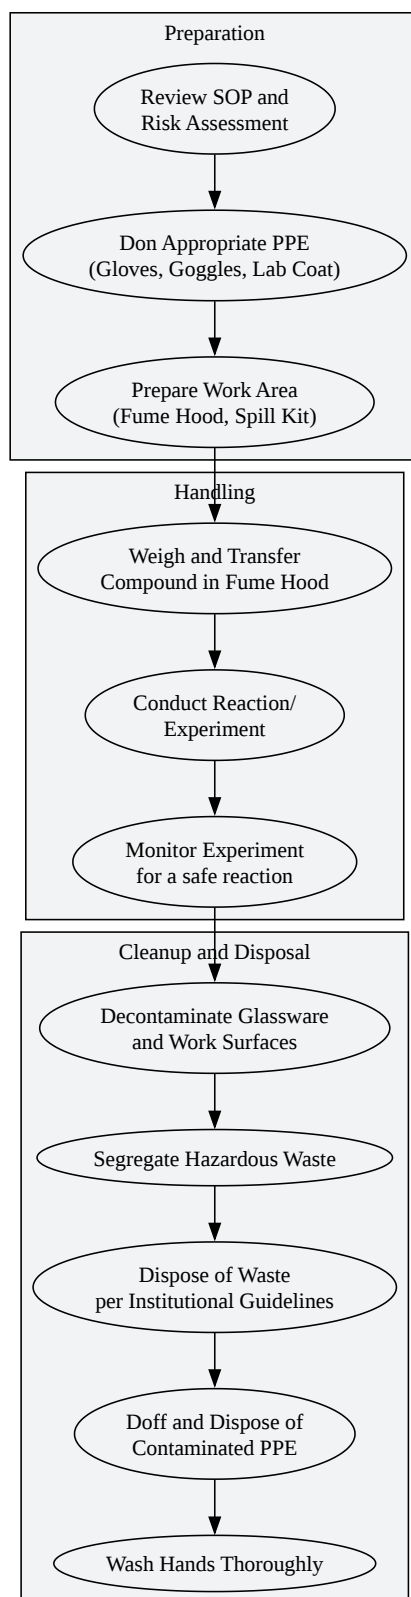 Preparation
Review SOP and
Risk Assessment
Don Appropriate PPE
(Gloves, Goggles, Lab Coat)
Prepare Work Area
(Fume Hood, Spill Kit)
Handling
Weigh and Transfer
Compound in Fume Hood
Conduct Reaction/
Experiment
Monitor Experiment
for a safe reaction
Cleanup and Disposal
Decontaminate Glassware
and Work Surfaces
Segregate Hazardous Waste
Dispose of Waste
per Institutional Guidelines
Doff and Dispose of
Contaminated PPE
Wash Hands Thoroughly